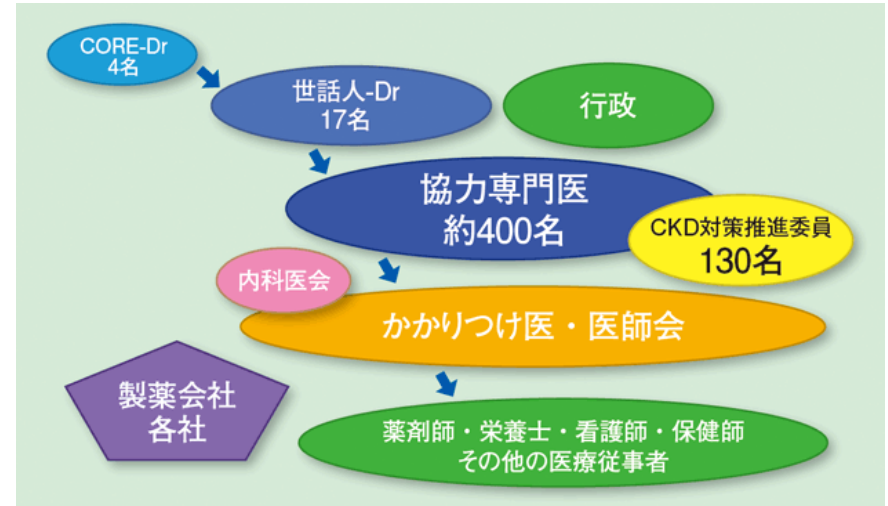 CORE-Dr
4名
世話人-Dr
17名
行政
協力専門医
約400名
CKD対策推進委員
130名
内科医会
かかりつけ医・医師会
製薬会社
各社
薬剤師・栄養士・看護師・保健師
その他の医療従事者